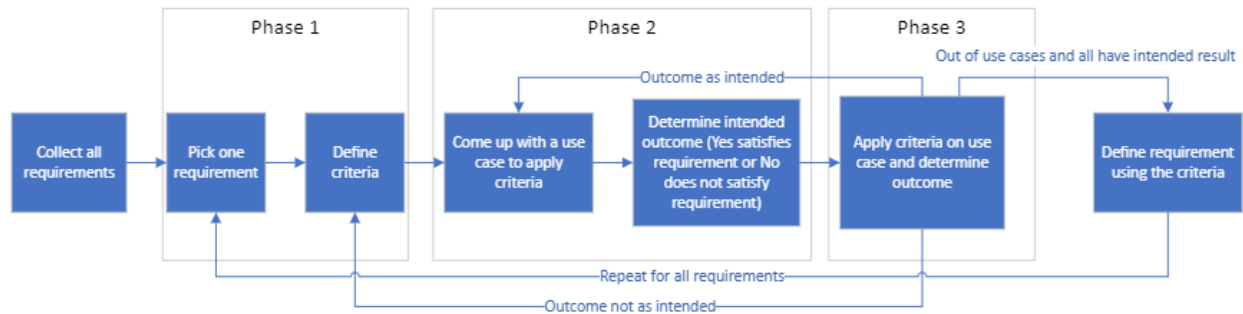 Phase 1
Phase 2
Phase 3
Out of use cases and all have intended result
Outcome as intended
Collect all
requirements
Pick one
requirement
Define
criteria
Come up with a use
case to apply
criteria
Determine intended
outcome (Yes satisfies
requirement or No
does not satisfy
requirement)
Apply criteria on use
case and determine
outcome
Define requirement
using the criteria
Repeat for all requirements
Outcome not as intended